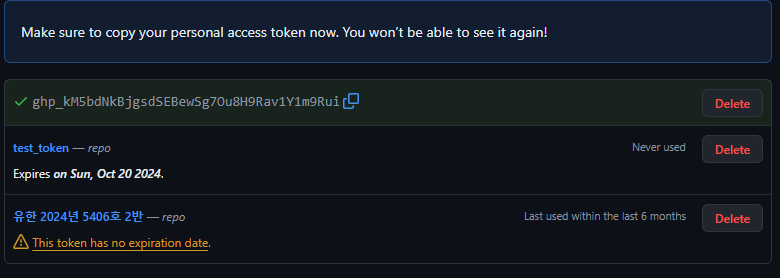 Make sure to copy your personal access token now. You won't be able to see it again!
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 Delete
test_token — repo Never used Delete
Expires on Sun, Oct 20 2024.
유한 2024년 5406호 2반 — repo Last used within the last 6 months Delete
This token has no expiration date.